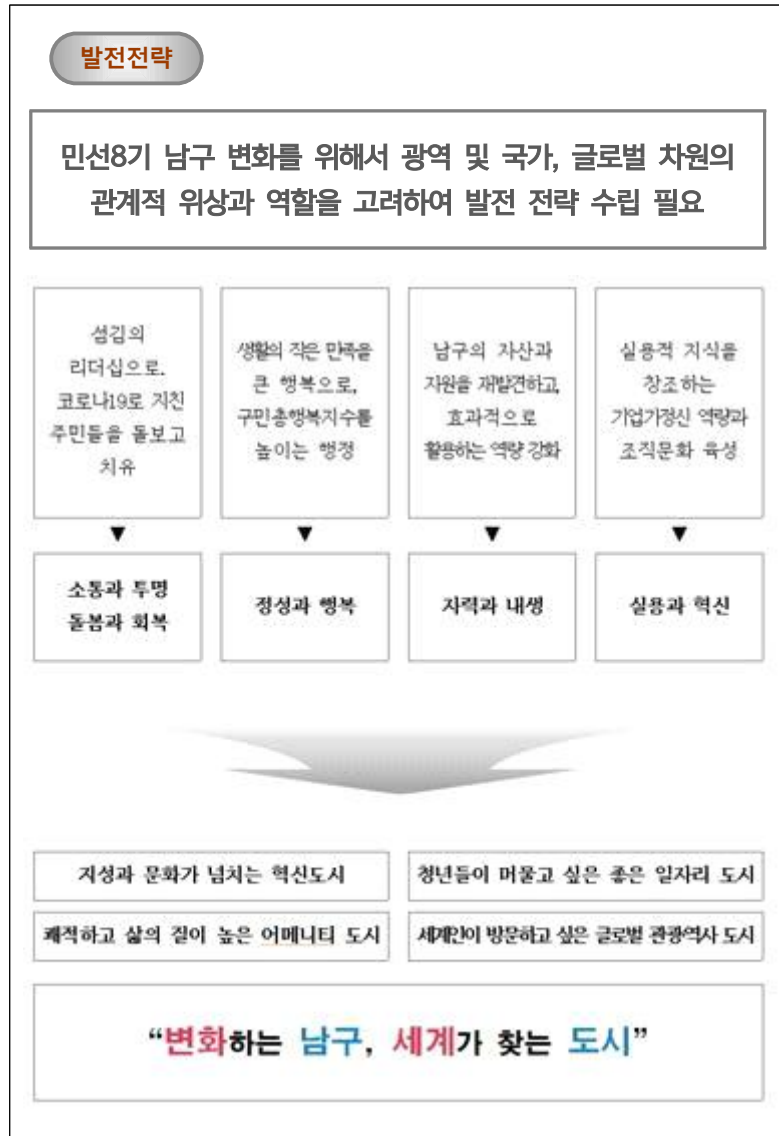 발전전략
민선8기 남구 변화를 위해서 광역 및 국가, 글로벌 차원의
관계적 위상과 역할을 고려하여 발전 전략 수립 필요
섬김의
리더십으로,
코로나19로 지친
주민들을 돌보고
치유
생활의 작은 만족을
큰 행복으로,
구민총행복지수를
높이는 행정
남구의 자산과
자원을 재발견하고,
효과적으로
활용하는 역량 강화
실용적 지식을
창조하는
기업가정신 역량과
조직문화 육성
▼
▼
▼
▼
소통과 투명
돌봄과 회복
정성과 행복
자력과 내생
실용과 혁신
지성과 문화가 넘치는 혁신도시
청년들이 머물고 싶은 좋은 일자리 도시
쾌적하고 삶의 질이 높은 어메니티 도시
세계인이 방문하고 싶은 글로벌 관광역사 도시
“변화하는 남구, 세계가 찾는 도시”